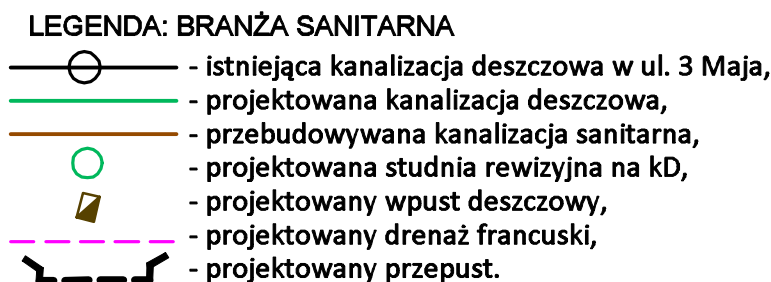 LEGENDA: BRANŻA SANITARNA
- istniejąca kanalizacja deszczowa w ul. 3 Maja,
- projektowana kanalizacja deszczowa,
- przebudowywana kanalizacja sanitarna,
- projektowana studnia rewizyjna na kD,
- projektowany wpust deszczowy,
- projektowany drenaż francuski,
- projektowany przepust.